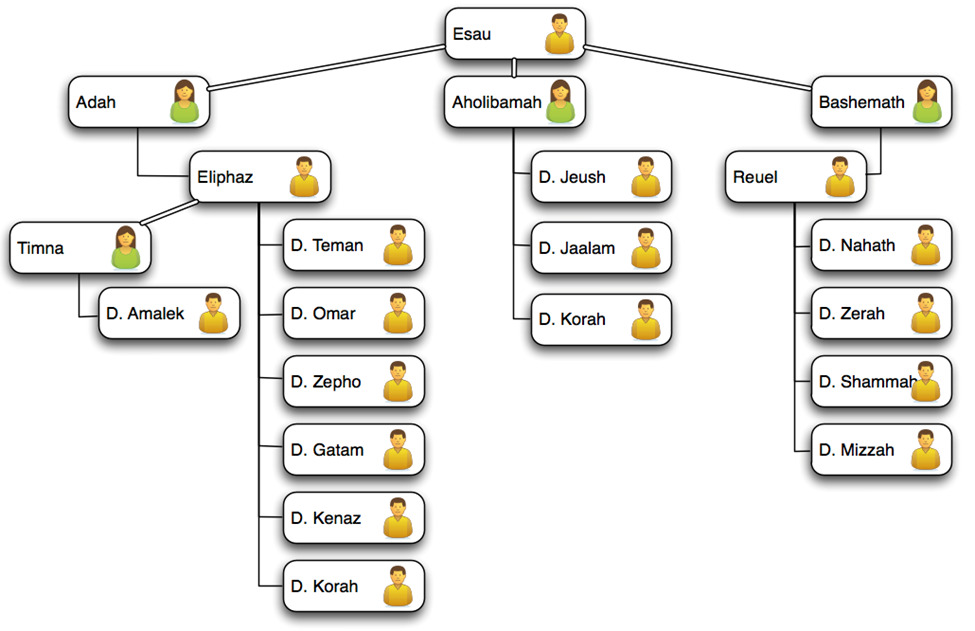 Esau
Adah
Aholibamah
Bashemath
Eliphaz
D. Jeush
Reuel
Timna
D. Teman
D. Jaalam
D. Nahath
D. Amalek
D. Omar
D. Korah
D. Zerah
D. Zepho
D. Shammah
D. Gatam
D. Mizzah
D. Kenaz
D. Korah